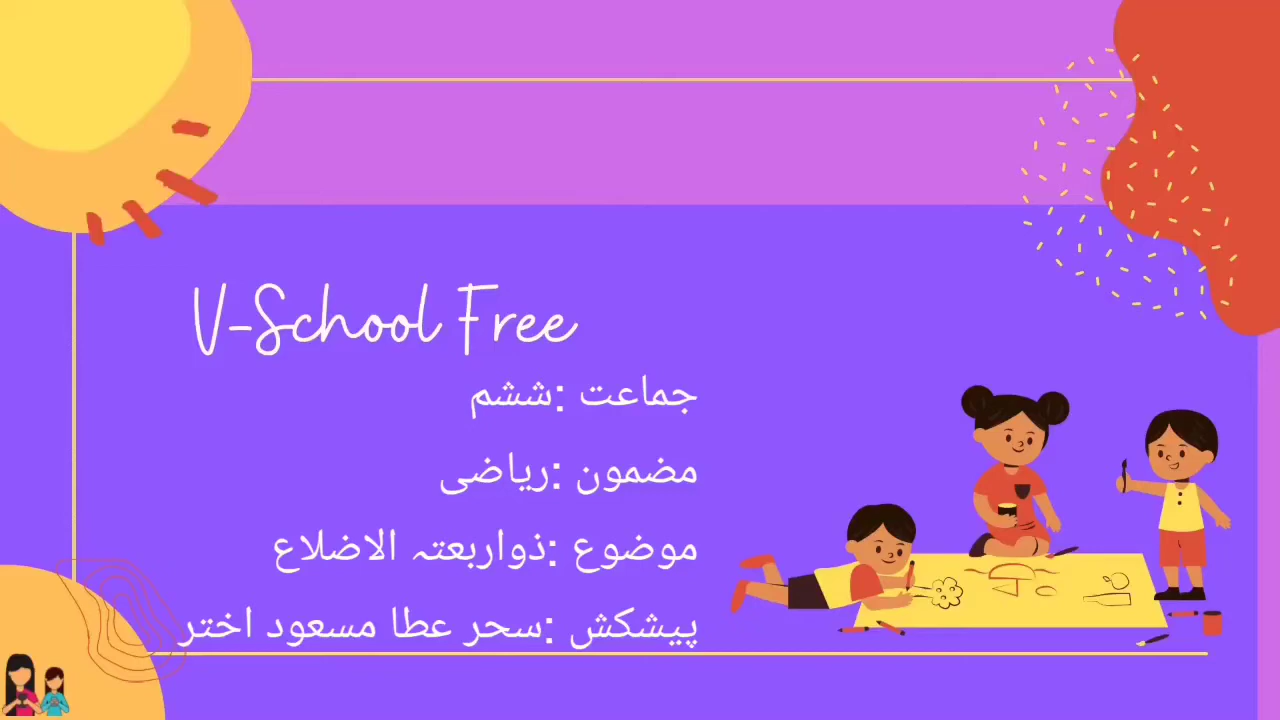 V-School Free
جماعت :ششم
مضمون :ریاضی
موضوع :ذواربعتہ الاضلاع
پیشکش :سحر عطا مسعود اختر